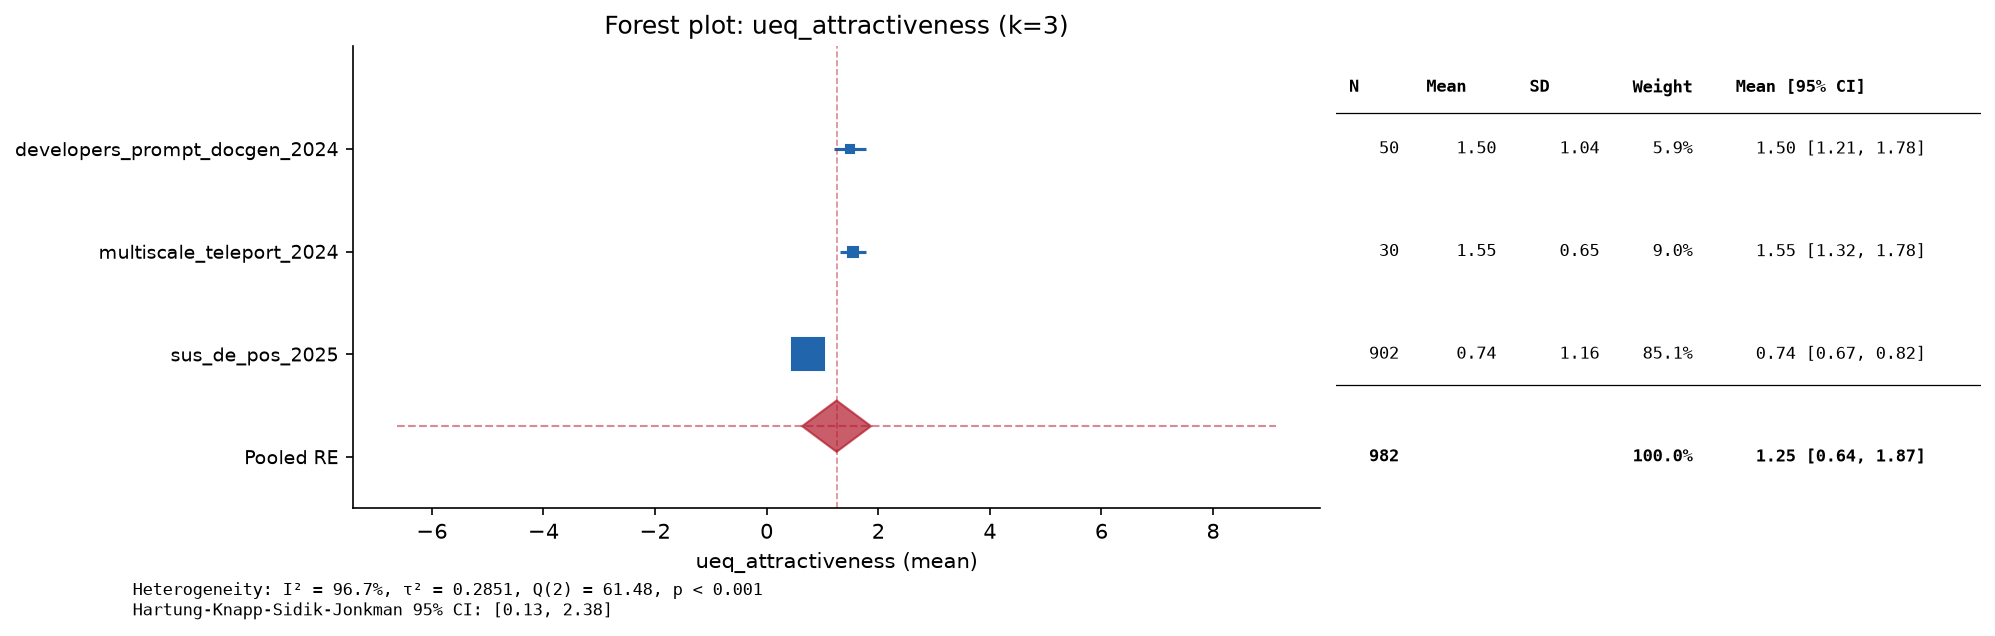 Forest plot: ueq_attractiveness (k=3)
N Mean SD Weight Mean [95% CI]
developers_prompt_docgen_2024 50 1.50 1.04 5.9% 1.50 [1.21, 1.78]
multiscale_teleport_2024 30 1.55 0.65 9.0% 1.55 [1.32, 1.78]
sus_de_pos_2025 902 0.74 1.16 85.1% 0.74 [0.67, 0.82]
Pooled RE 982 100.0% 1.25 [0.64, 1.87]
−6 −4 −2 0 2 4 6 8
ueq_attractiveness (mean)
Heterogeneity: I² = 96.7%, τ² = 0.2851, Q(2) = 61.48, p < 0.001
Hartung-Knapp-Sidik-Jonkman 95% CI: [0.13, 2.38]